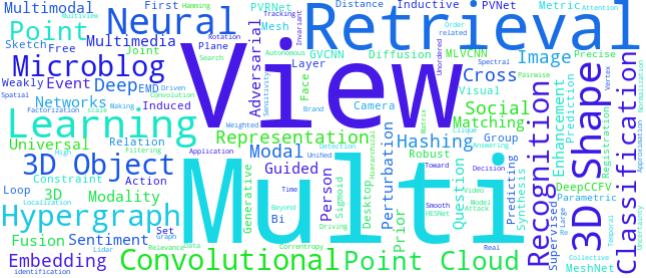 Multimodal
First
PVRNet
Distance
Inductive
PVNet
Metric
Hamming
Multiview
Attention
Neural
Retrieval
Point
Tracking
Mesh
Invariant
Order
related
Sketch
Free
Multimedia
Rotation
Adversarial
GVCNN
Diffusion
MLVCNN
Unordered
Spectral
Image
Precise
Joint
Plane
Search
Autonomous
Layer
Cross
Pairwise
Microblog
View
Weakly
Event
Deep
EMD
Driven
Convolution
Sensitivity
Face
Visual
3D Shape
Classification
Recognition
Enhancement
Prediction
Registration
Vertex
Spatial
Networks
Factorization
scale
Making
Induced
Brand
Camera
Social
Learning
Weighted
Matching
Universal
Relation
Filtering
Representation
Hashing
Group
Matrix
Clique
Answering
3D Object
High
Application
Modal
Unified
Detection
Hierarchical
Perturbation
Robust
Toward
Decision
Predicting
Synthesis
Constraint
Action
Guided
Multi
DeepCCFV
Parametric
Loop
3D
Modality
Generative
Time
Person
Sigmoid
Desktop
Prior
Question
Video
Model
Attack
Smooth
HESNet
Supervised
Localization
Hypergraph
Beyond
Bi
Driving
Large
Temporal
Fusion
Sentiment
Set
Graph
Relevance
Data
Correntropy
Real
Collective
Embedding
Lidar
Convolutional
Point Cloud
MeshNet
identification